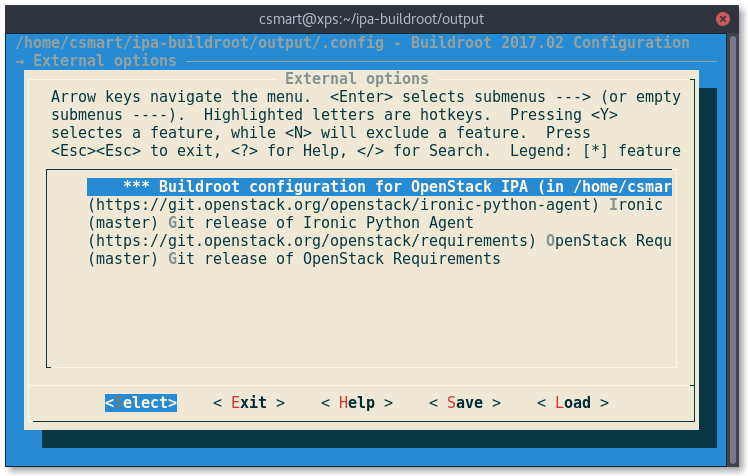 csmart@xps:~/ipa-buildroot/output
/home/csmart/ipa-buildroot/output/.config - Buildroot 2017.02 Configuration
→ External options
External options
Arrow keys navigate the menu.  <Enter> selects submenus ---> (or empty
submenus ----).  Highlighted letters are hotkeys.  Pressing <Y>
selectes a feature, while <N> will exclude a feature.  Press
<Esc><Esc> to exit, <?> for Help, </> for Search.  Legend: [*] feature
*** Buildroot configuration for OpenStack IPA (in /home/csmar
(https://git.openstack.org/openstack/ironic-python-agent) Ironic
(master) Git release of Ironic Python Agent
(https://git.openstack.org/openstack/requirements) OpenStack Requ
(master) Git release of OpenStack Requirements
<Select>    < Exit >    < Help >    < Save >    < Load >